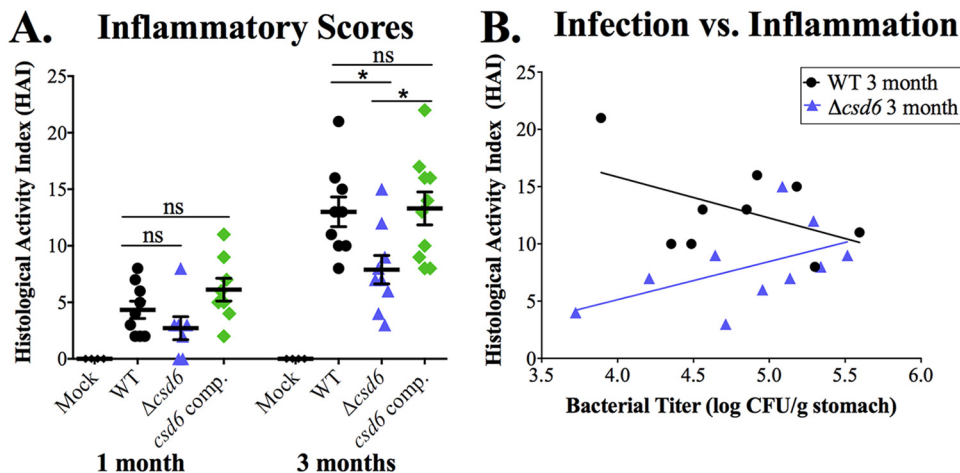 A. Inflammatory Scores
Histological Activity Index (HAI)
25
20
15
10
5
0
ns
ns
ns
*
*
Mock
WT
Δcsd6
csd6 comp.
Mock
WT
Δcsd6
csd6 comp.
1 month
3 months
B. Infection vs. Inflammation
Histological Activity Index (HAI)
25
20
15
10
5
0
WT 3 month
Δcsd6 3 month
3.5 4.0 4.5 5.0 5.5 6.0
Bacterial Titer (log CFU/g stomach)